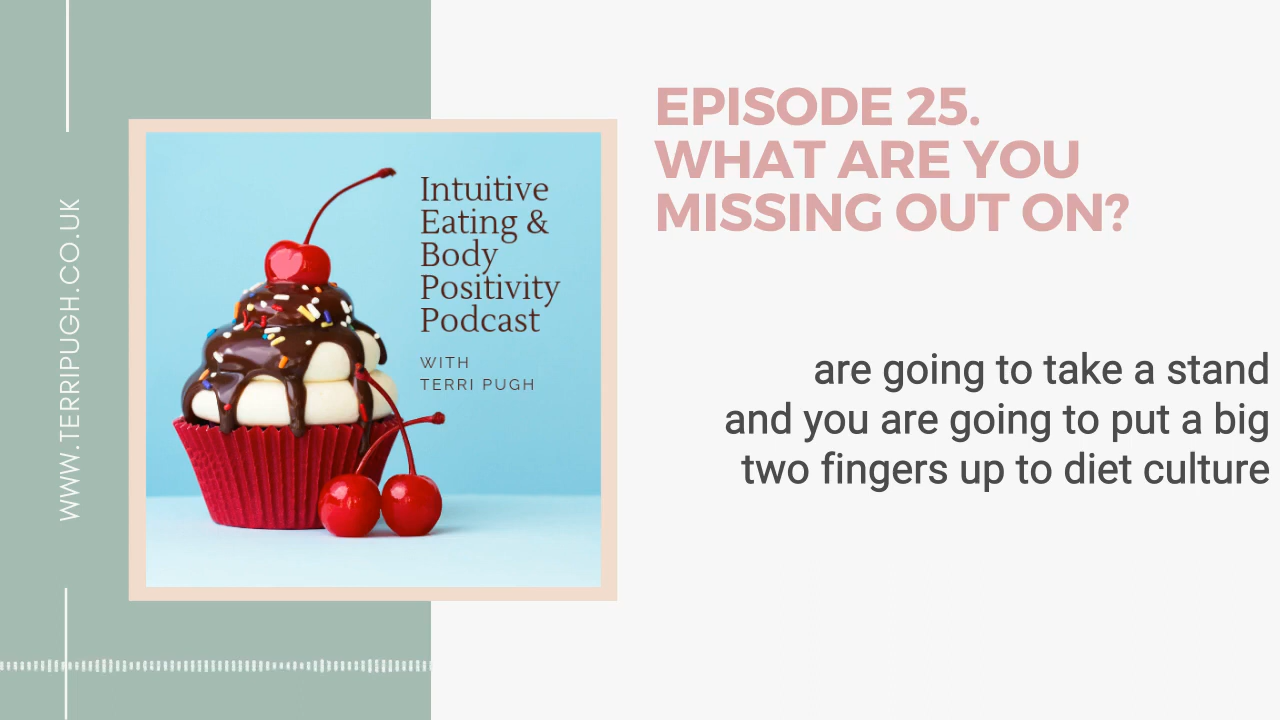 WWW.TERRIPUGH.CO.UK
Intuitive
Eating &
Body
Positivity
Podcast
WITH
TERRI PUGH
EPISODE 25.
WHAT ARE YOU
MISSING OUT ON?
are going to take a stand
and you are going to put a big
two fingers up to diet culture